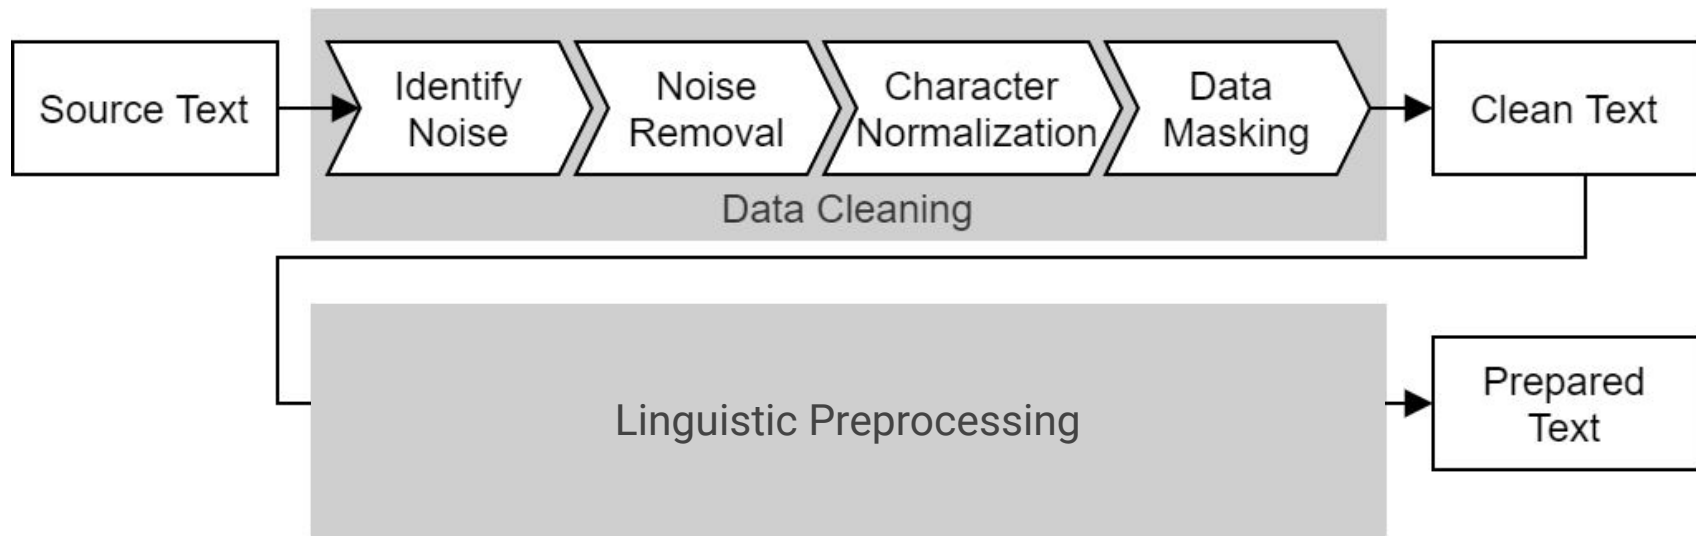 Source Text
Identify
Noise
Noise
Removal
Character
Normalization
Data
Masking
Clean Text
Data Cleaning
Linguistic Preprocessing
Prepared
Text